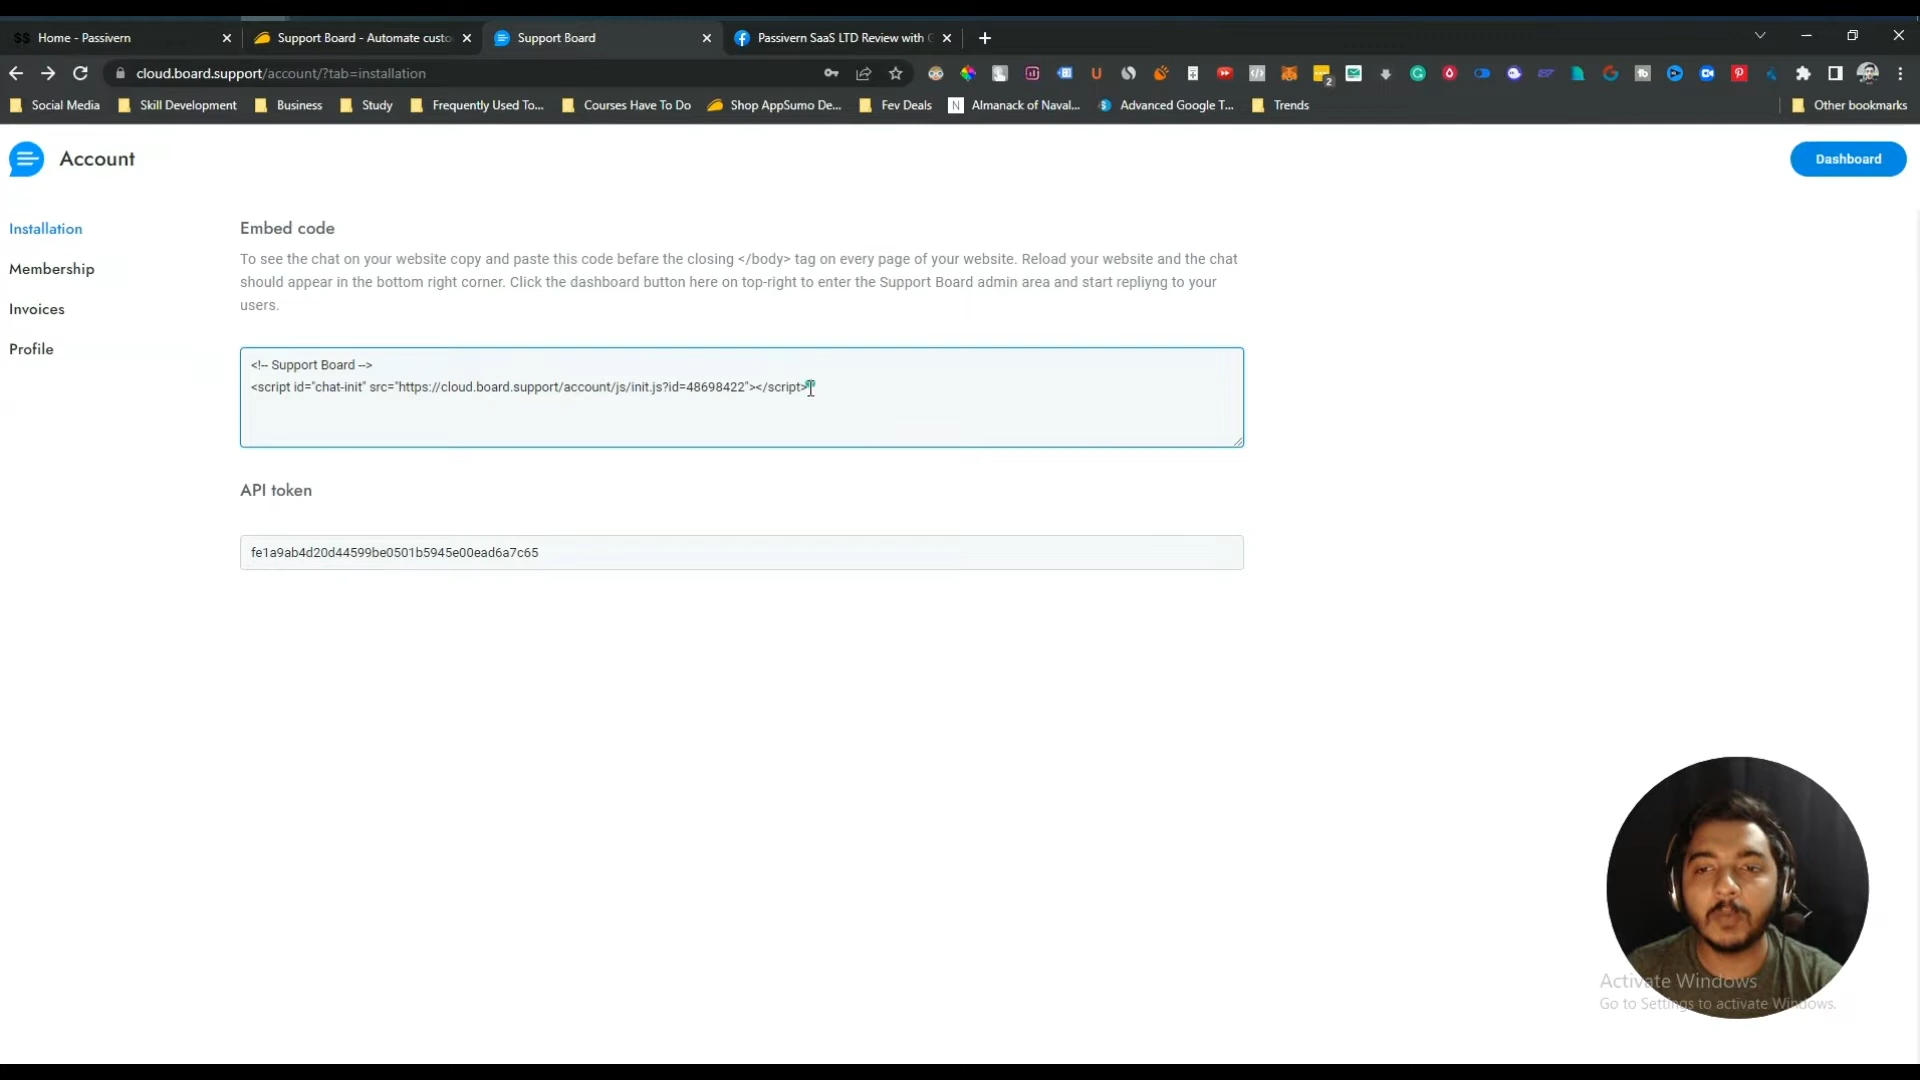 Home - Passivern
Support Board - Automate custo
Support Board
Passivern SaaS LTD Review with
cloud.board.support/account/?tab=installation
Social Media
Skill Development
Business
Study
Frequently Used To...
Courses Have To Do
Shop AppSumo De...
Fev Deals
Almanack of Naval...
Advanced Google T...
Trends
Other bookmarks
Account
Dashboard
Installation
Membership
Invoices
Profile
Embed code
To see the chat on your website copy and paste this code befare the closing </body> tag on every page of your website. Reload your website and the chat
should appear in the bottom right corner. Click the dashboard button here on top-right to enter the Support Board admin area and start repliyng to your
users.
<!-- Support Board -->
<script id="chat-init" src="https://cloud.board.support/account/js/init.js?id=48698422"></script>
API token
fe1a9ab4d20d44599be0501b5945e00ead6a7c65
Activate Windows
Go to Settings to activate Windows.